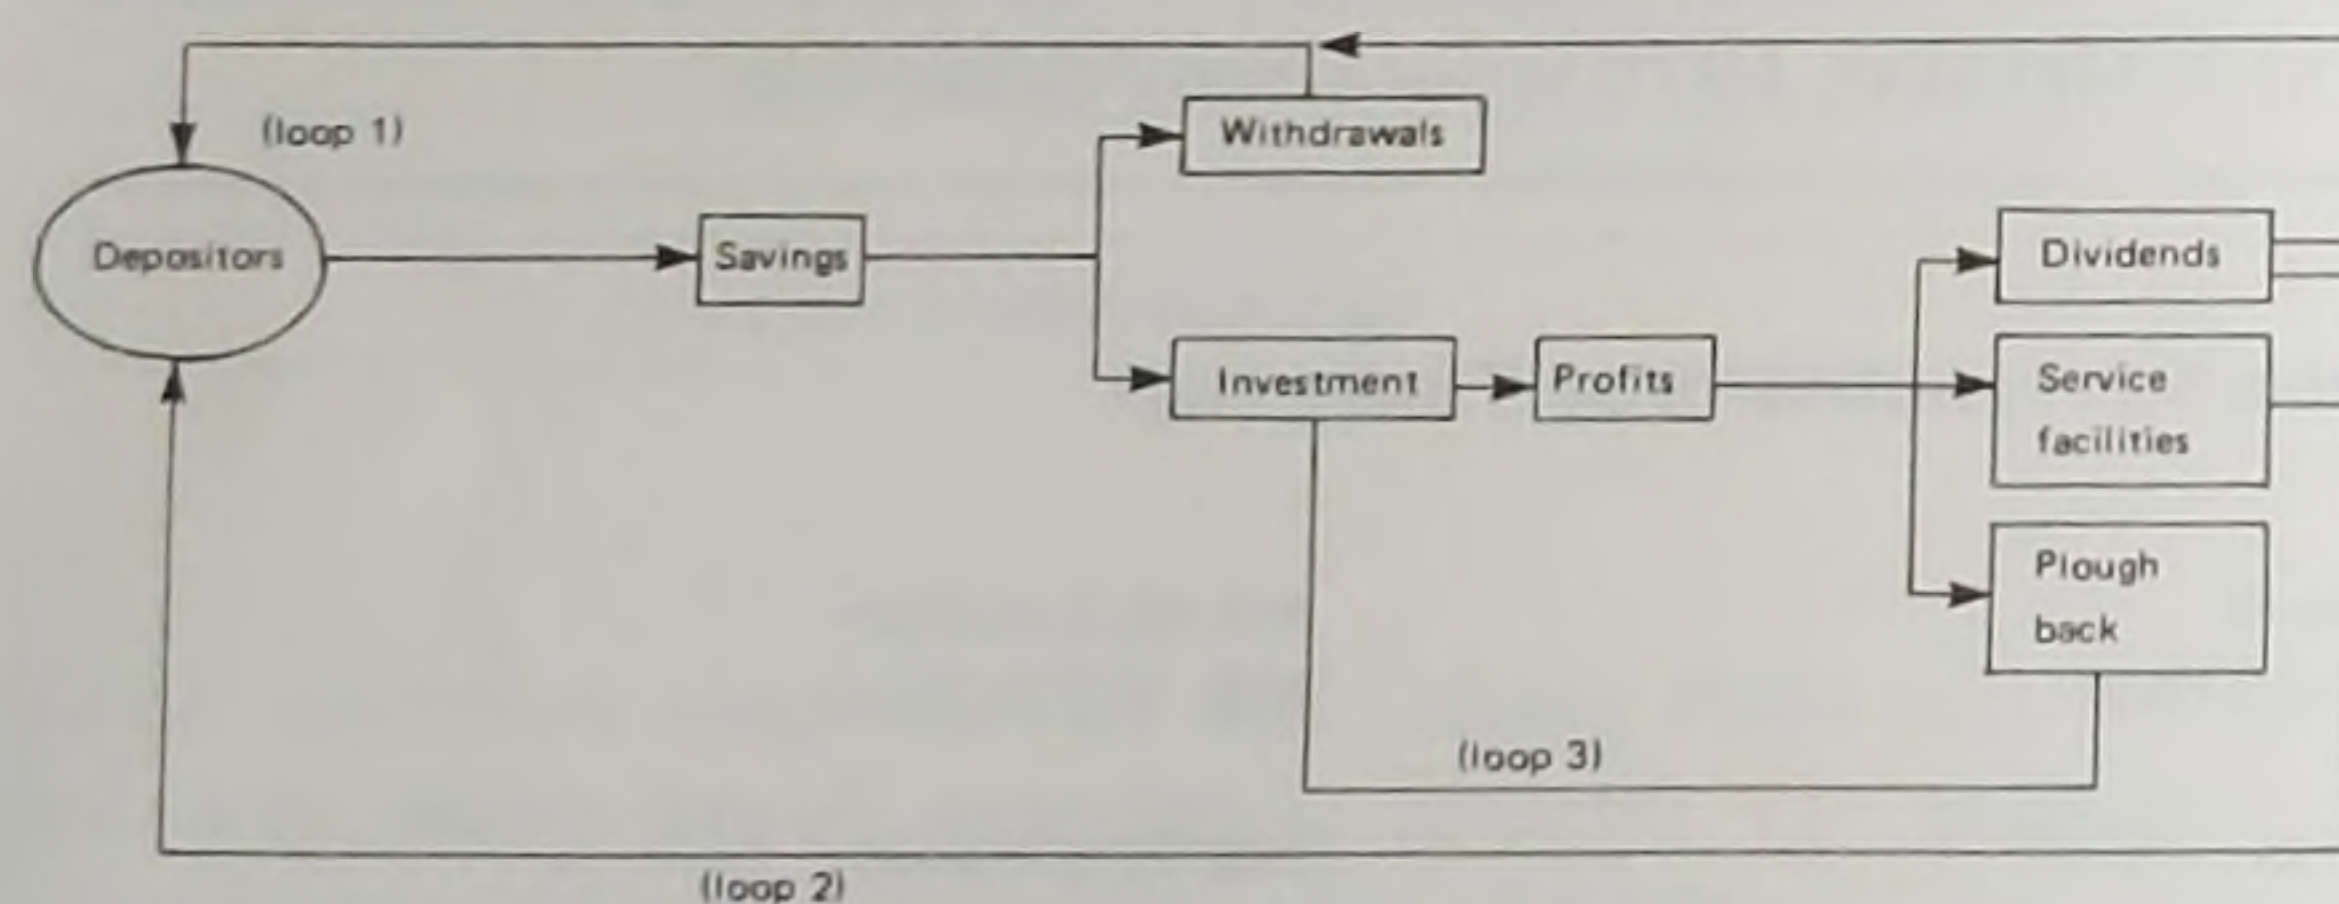 (loop 1)
Withdrawals
Depositors
Savings
Dividends
Investment
Profits
Service
facilities
Plough
back
(loop 3)
(loop 2)